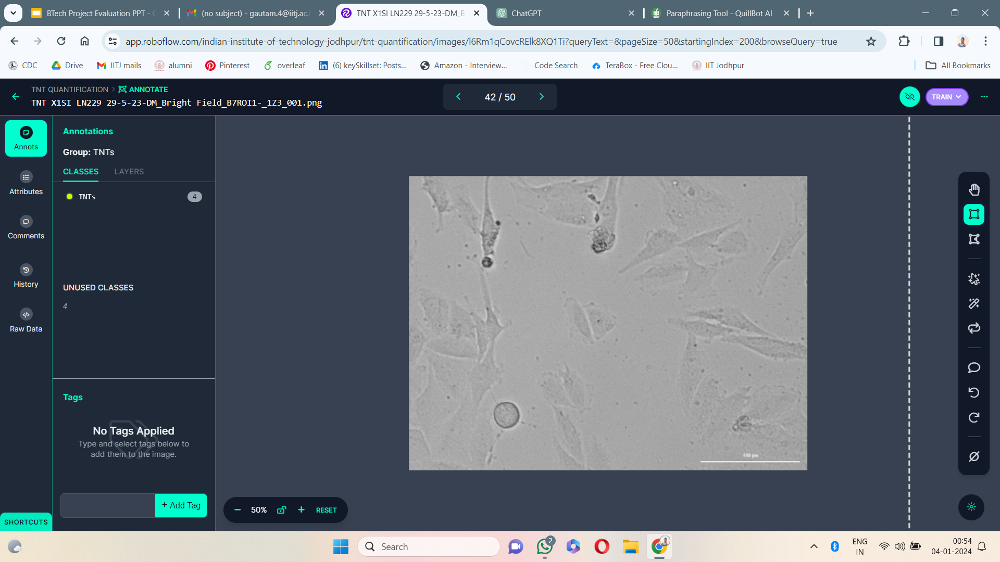 BTech Project Evaluation PPT -
(no subject) - gautam.4@iitj.ac.i
TNT X1SI LN229 29-5-23-DM_B
ChatGPT
Paraphrasing Tool - QuillBot AI
app.roboflow.com/indian-institute-of-technology-jodhpur/tnt-quantification/images/l6Rm1qCovcRElk8XQ1Ti?queryText=&pageSize=50&startingIndex=200&browseQuery=true
CDC
Drive
IITJ mails
alumni
Pinterest
overleaf
(6) keySkillset: Posts...
Amazon - Interview...
Code Search
TeraBox - Free Clou...
IIT Jodhpur
All Bookmarks
TNT QUANTIFICATION > ANNOTATE
TNT X1SI LN229 29-5-23-DM_Bright Field_B7ROI1-_1Z3_001.png
42 / 50
TRAIN
Annots
Attributes
Comments
History
Raw Data
SHORTCUTS
Annotations
Group: TNTs
CLASSES
LAYERS
TNTs
4
UNUSED CLASSES
4
Tags
No Tags Applied
Type and select tags below to
add them to the image.
+ Add Tag
100 µm
50%
RESET
Search
2
ENG
IN
00:54
04-01-2024